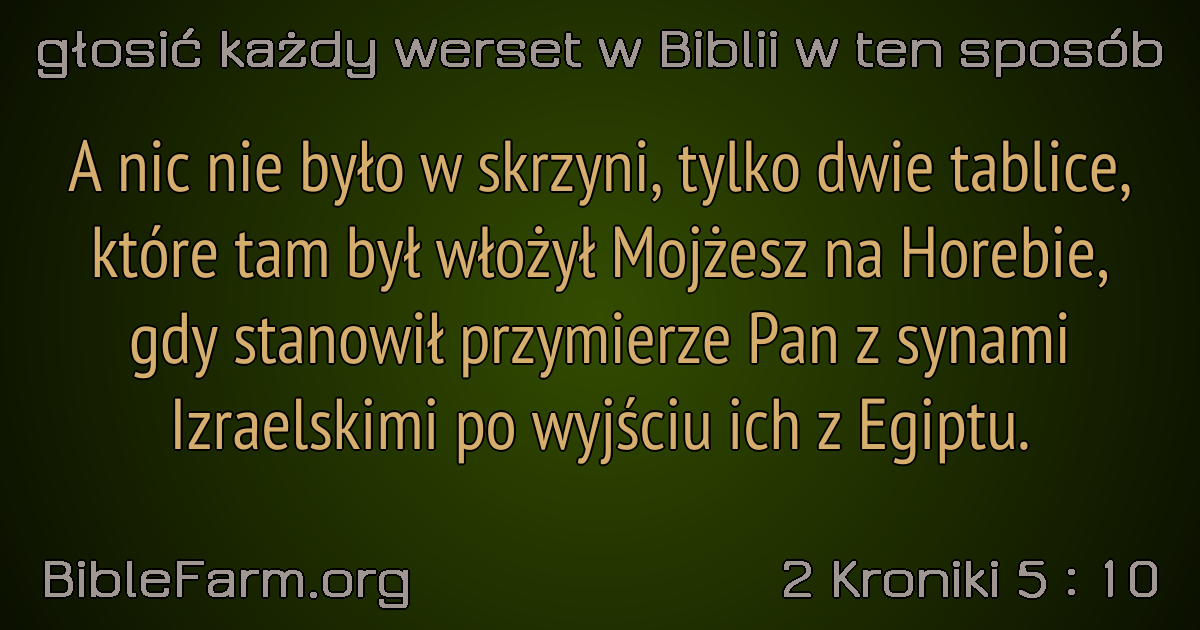 głosić każdy werset w Biblii w ten sposób
A nic nie było w skrzyni, tylko dwie tablice,
które tam był włożył Mojżesz na Horebie,
gdy stanowił przymierze Pan z synami
Izraelskimi po wyjściu ich z Egiptu.
BibleFarm.org
2 Kroniki 5 : 10